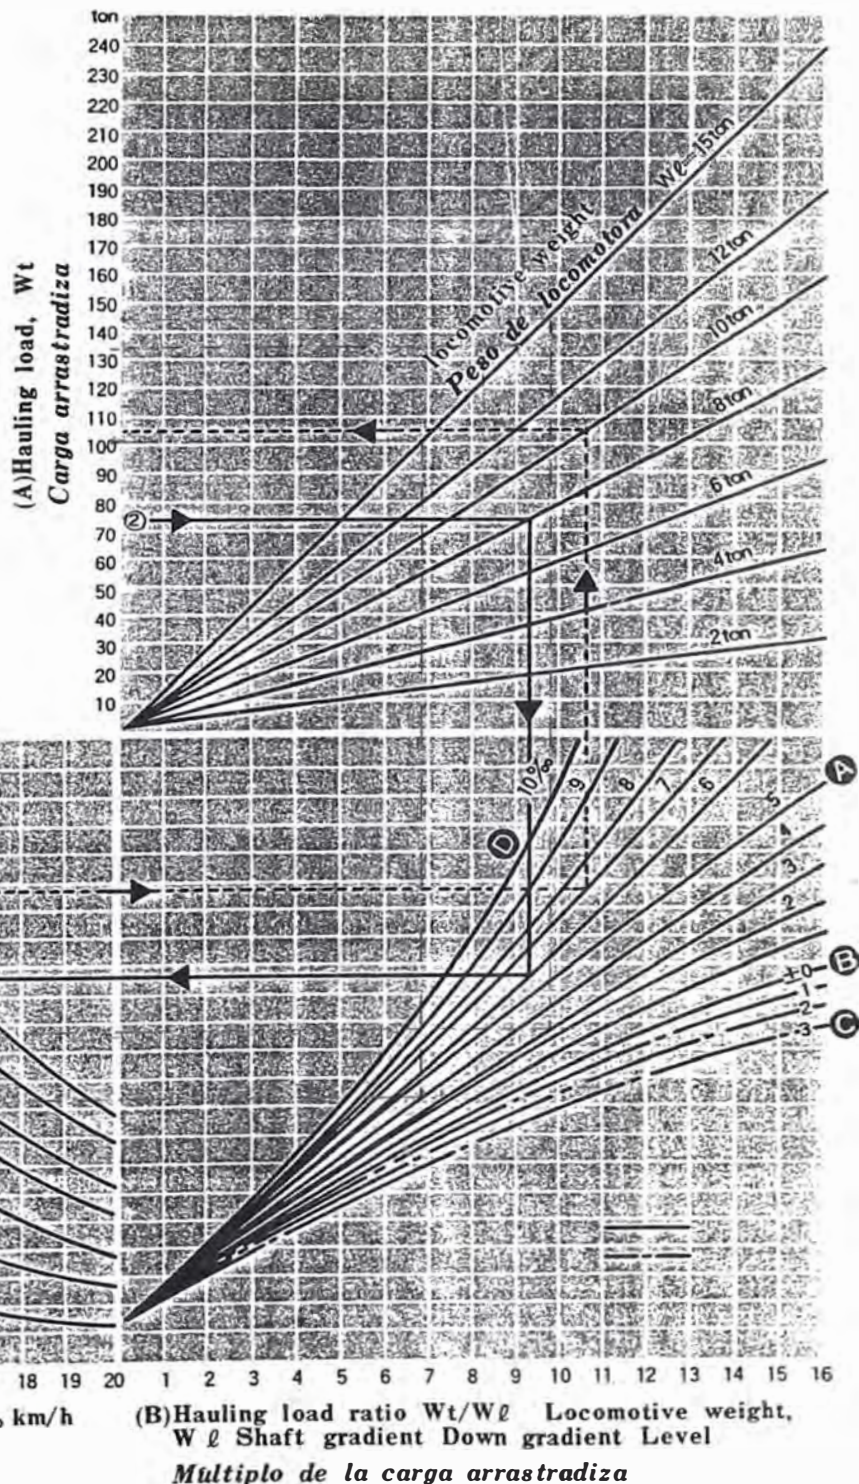 ton
240
230
220
210
200
190
180
170
160
150
140
130
120
110
100
90
80
70
60
50
40
30
20
10
(A)Hauling load, Wt
Carga arrastradiza
locomotive weight
Peso de locomotora
Wℓ=15ton
12ton
10ton
8ton
6ton
4ton
2ton
②
10‰
9
8
7
6
5
4
3
2
±0
1
2
3
A
B
C
D
18 19 20 1 2 3 4 5 6 7 8 9 10 11 12 13 14 15 16
km/h
(B)Hauling load ratio Wt/Wℓ Locomotive weight,
Wℓ Shaft gradient Down gradient Level
Múltiplo de la carga arrastradiza